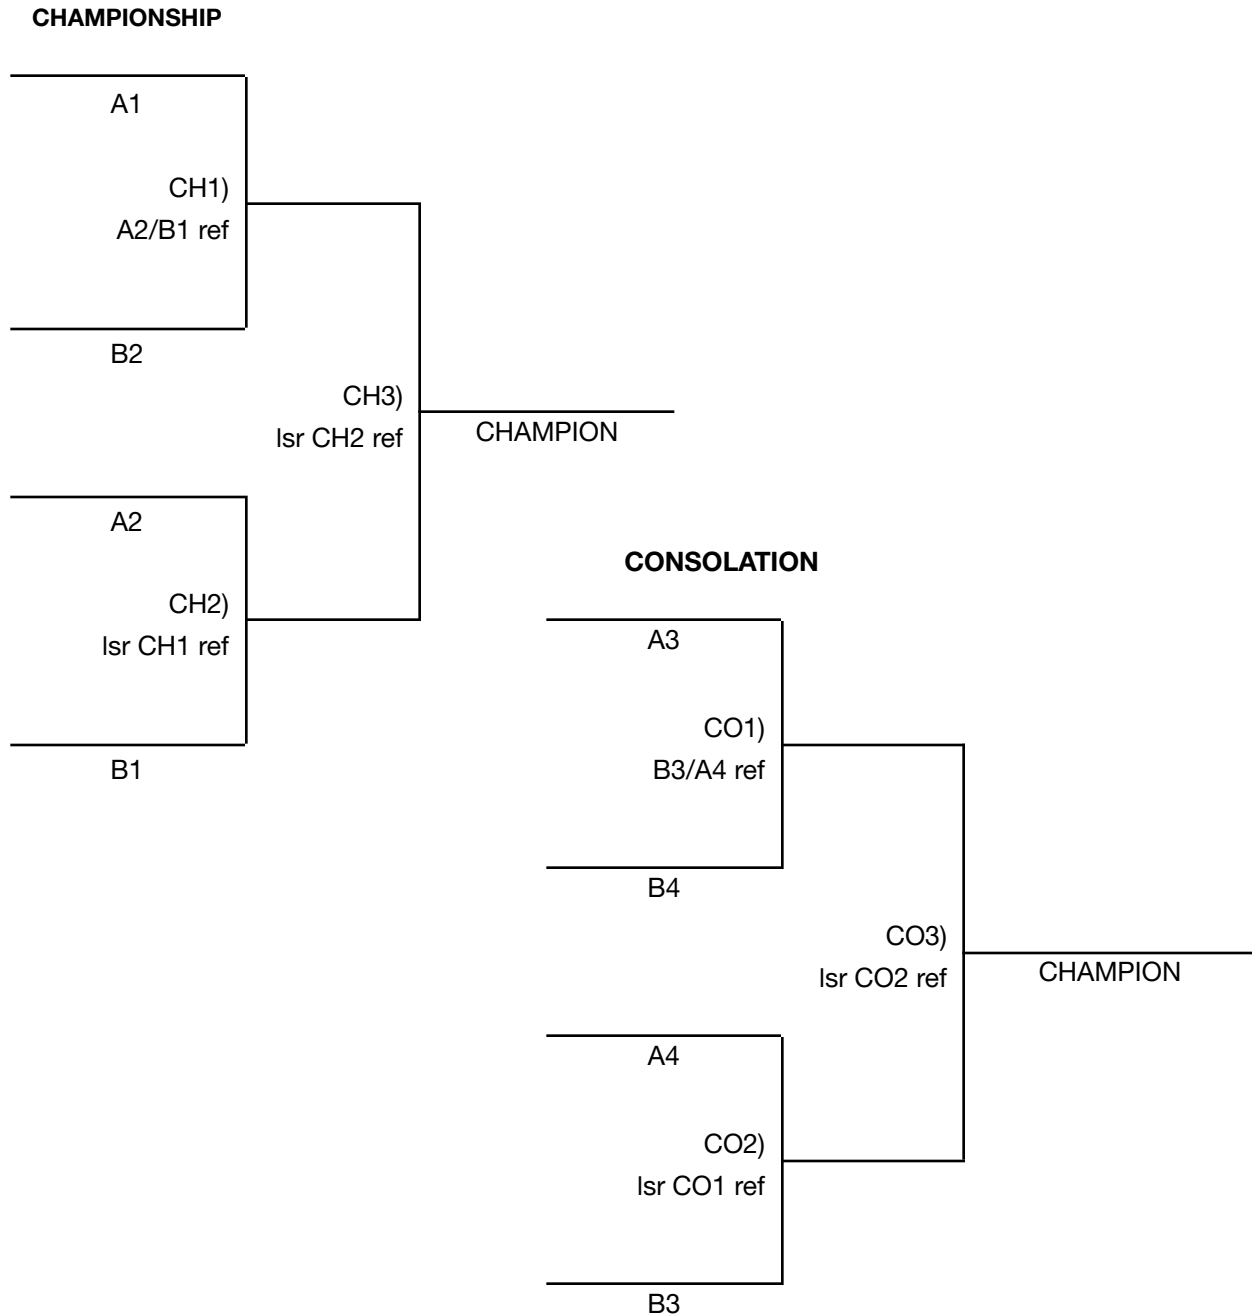 CHAMPIONSHIP
A1
CH1)
A2/B1 ref
B2
CH3)
lsr CH2 ref
CHAMPION
A2
CH2)
lsr CH1 ref
B1
CONSOLATION
A3
CO1)
B3/A4 ref
B4
CO3)
lsr CO2 ref
CHAMPION
A4
CO2)
lsr CO1 ref
B3